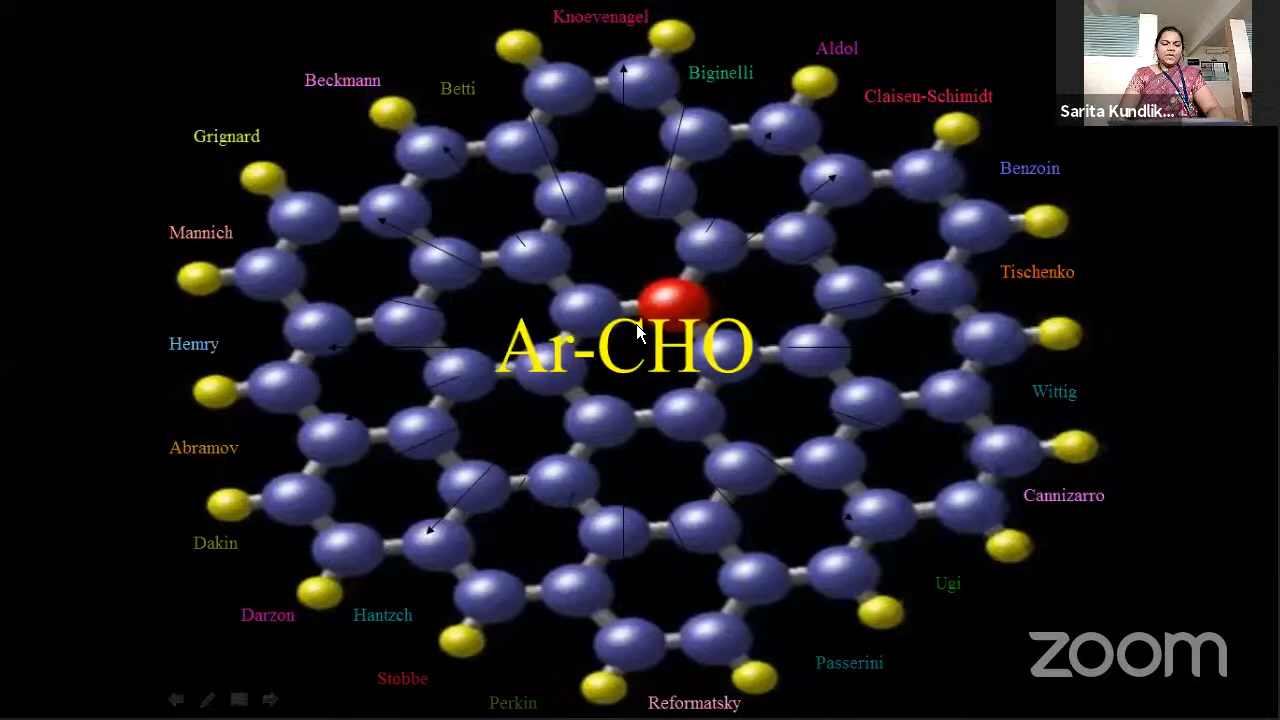 Knoevenagel
Aldol
Beckmann
Betti
Biginelli
Claisen-Schimidt
Sarita Kundlik...
Grignard
Benzoin
Mannich
Tischenko
Hemry
Ar-CHO
Wittig
Abramov
Cannizarro
Dakin
Ugi
Darzon
Hantzch
Passerini
Stobbe
Perkin
Reformatsky
zoom